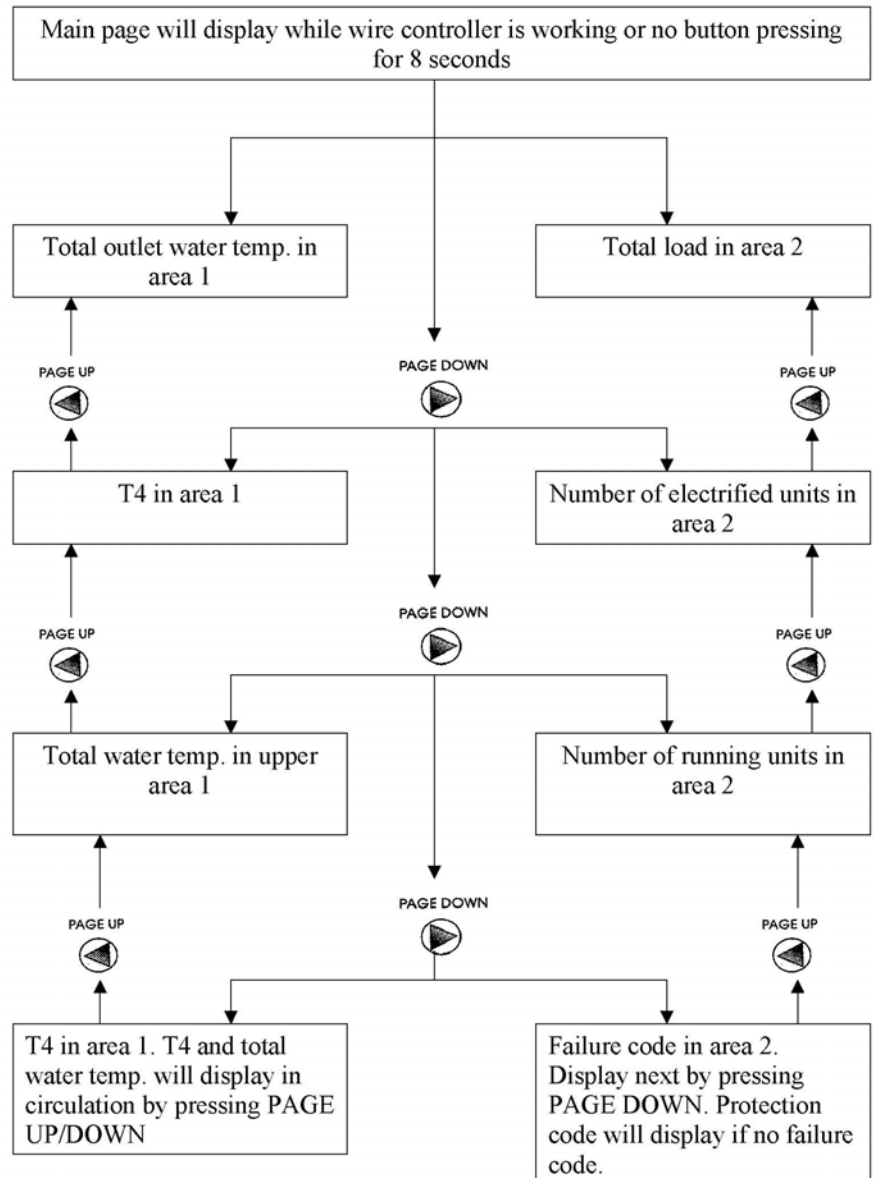 Main page will display while wire controller is working or no button pressing
for 8 seconds
Total outlet water temp. in
area 1
Total load in area 2
PAGE UP
PAGE DOWN
PAGE UP
T4 in area 1
Number of electrified units in
area 2
PAGE UP
PAGE DOWN
PAGE UP
Total water temp. in upper
area 1
Number of running units in
area 2
PAGE UP
PAGE DOWN
PAGE UP
T4 in area 1. T4 and total
water temp. will display in
circulation by pressing PAGE
UP/DOWN
Failure code in area 2.
Display next by pressing
PAGE DOWN. Protection
code will display if no failure
code.